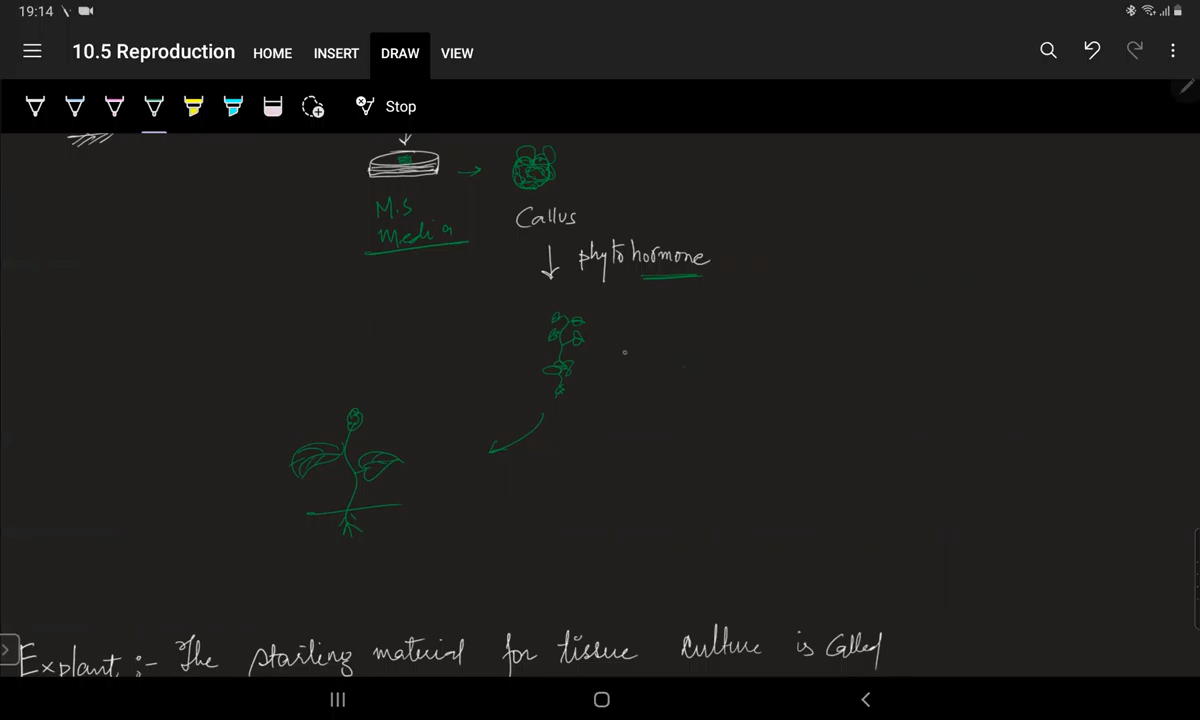 19:14
10.5 Reproduction HOME INSERT DRAW VIEW
Stop
M.S
Media
Callus
phytohormone
Explant :- The starting material for tissue culture is called